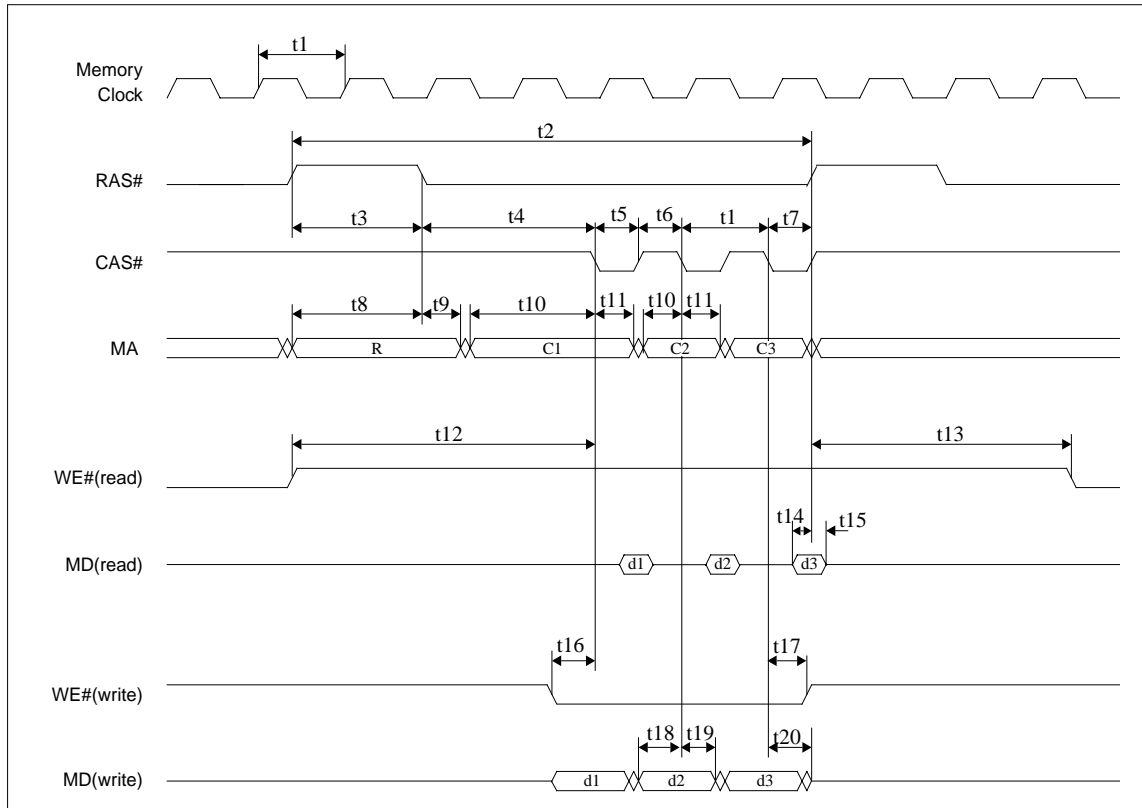 t1
Memory
Clock
t2
RAS#
t3 t4 t5 t6 t1 t7
CAS#
t8 t9 t10 t11 t10 t11
MA R C1 C2 C3
t12 t13
WE#(read)
t14 t15
MD(read) d1 d2 d3
t16 t17
WE#(write)
t18 t19 t20
MD(write) d1 d2 d3